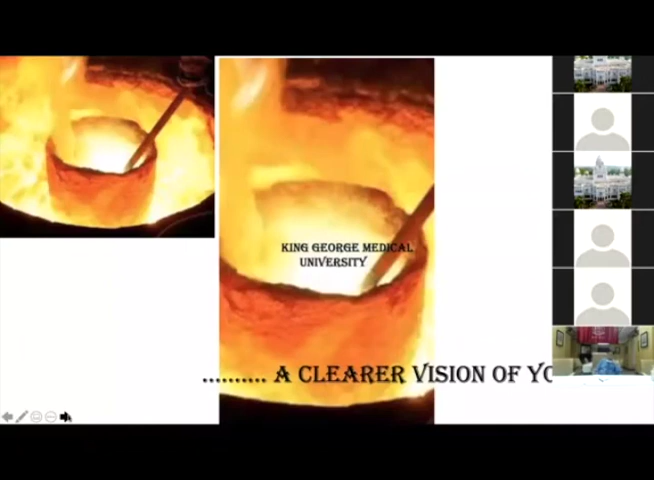 KING GEORGE MEDICAL
UNIVERSITY
.......... A CLEARER VISION OF